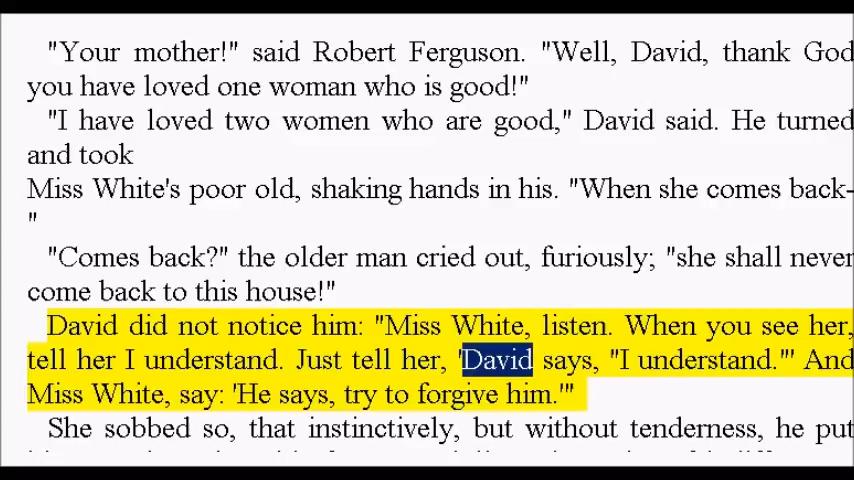 "Your mother!" said Robert Ferguson. "Well, David, thank God
you have loved one woman who is good!"
"I have loved two women who are good," David said. He turned
and took
Miss White's poor old, shaking hands in his. "When she comes back-
"
"Comes back?" the older man cried out, furiously; "she shall never
come back to this house!"
David did not notice him: "Miss White, listen. When you see her,
tell her I understand. Just tell her, 'David says, "I understand."' And
Miss White, say: 'He says, try to forgive him.'"
She sobbed so, that instinctively, but without tenderness, he put